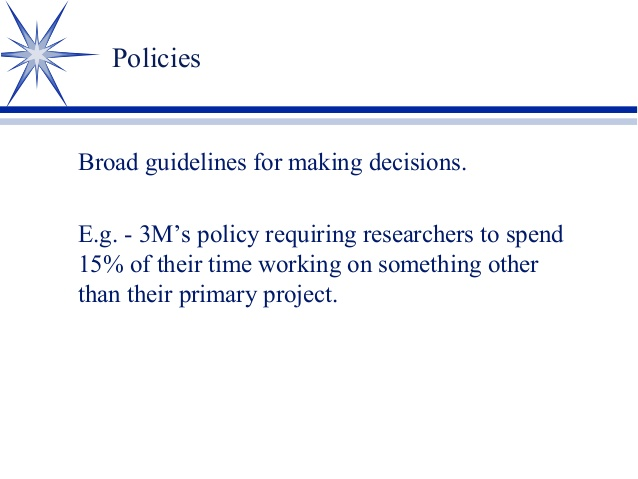 Policies
Broad guidelines for making decisions.
E.g. - 3M’s policy requiring researchers to spend
15% of their time working on something other
than their primary project.